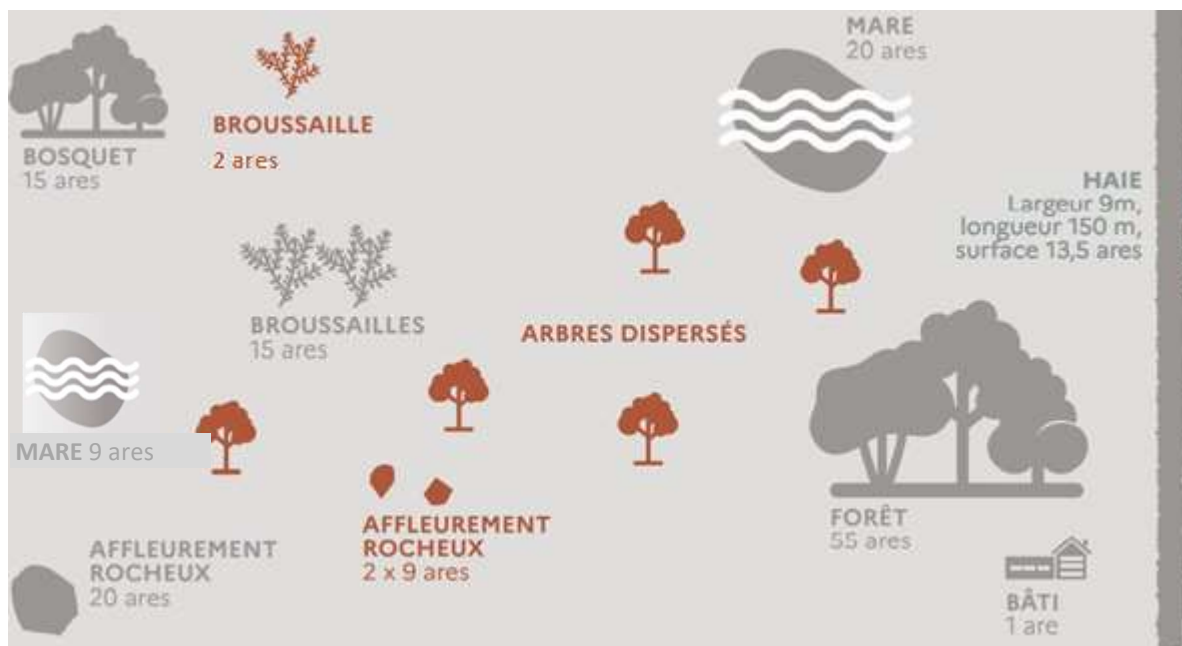 MARE
20 ares
BROUSSAILLE
2 ares
BOSQUET
15 ares
HAIE
Largeur 9m,
longueur 150 m,
surface 13,5 ares
BROUSSAILLES
15 ares
ARBRES DISPERSÉS
MARE 9 ares
AFFLEUREMENT
ROCHEUX
2 x 9 ares
FORÊT
55 ares
AFFLEUREMENT
ROCHEUX
20 ares
BÂTI
1 are